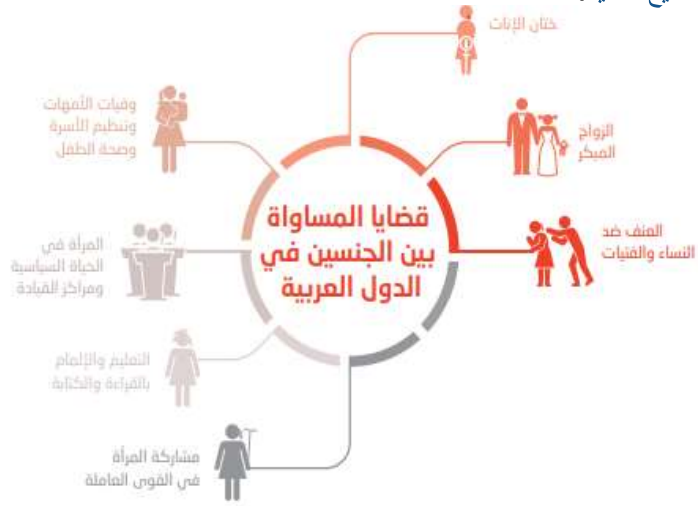 ختان الإناث
الزواج
المبكر
العنف ضد
النساء والفتيات
قضايا المساواة
بين الجنسين في
الدول العربية
وفيات الأمهات
وتنظيم الأسرة
وصحة الطفل
المرأة في
الحياة السياسية
ومراكز القيادة
التعليم والإلمام
بالقراءة والكتابة
مشاركة المرأة
في القوى العاملة